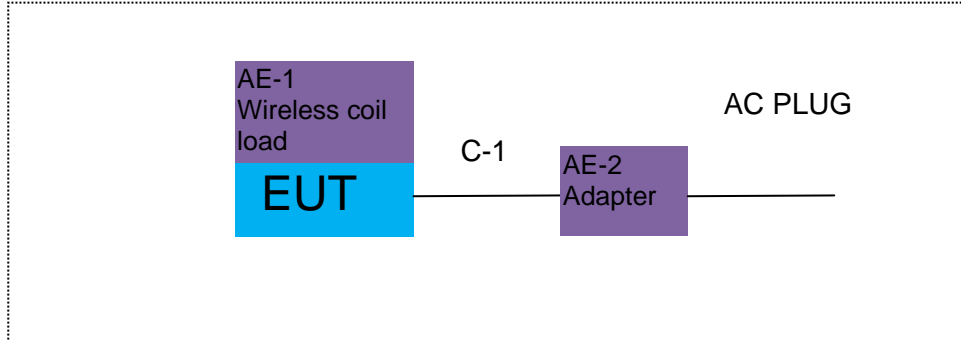 AE-1
Wireless coil
load
EUT
C-1
AE-2
Adapter
AC PLUG